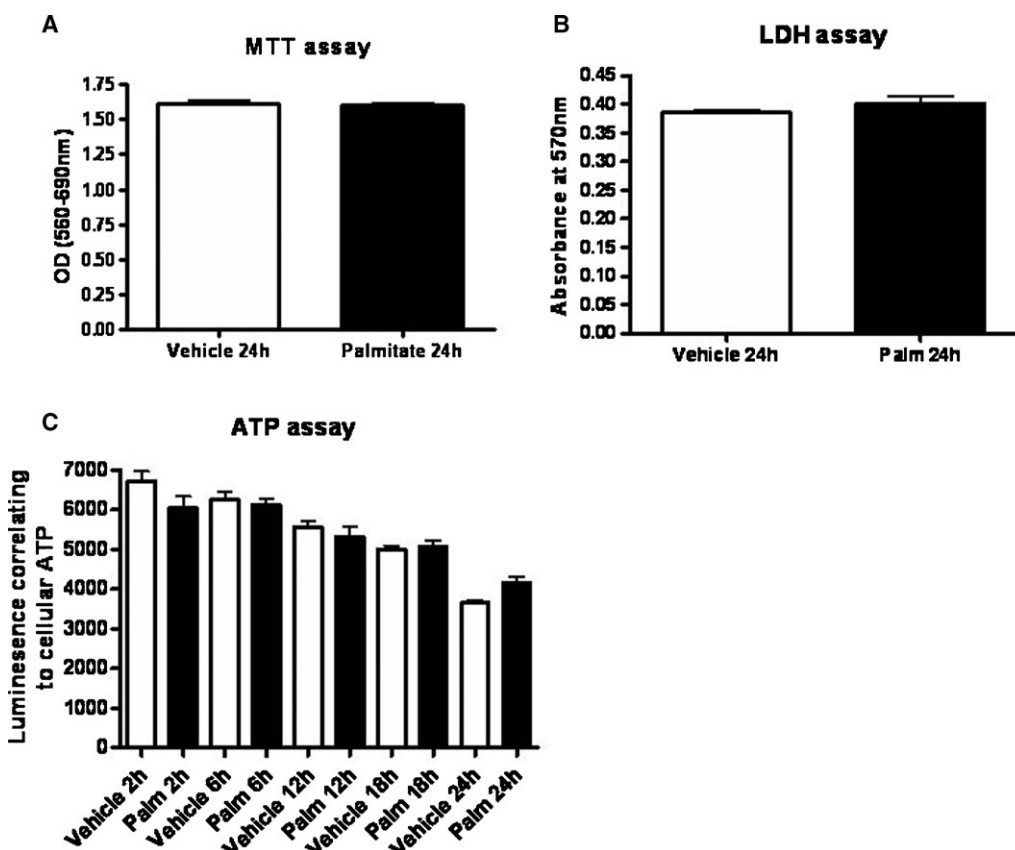 A
MTT assay
OD (560-690nm)
1.75
1.50
1.25
1.00
0.75
0.50
0.25
0.00
Vehicle 24h
Palmitate 24h
B
LDH assay
Absorbance at 570nm
0.45
0.40
0.35
0.30
0.25
0.20
0.15
0.10
0.05
0.00
Vehicle 24h
Palm 24h
C
ATP assay
Luminesence correlating
to cellular ATP
7000
6000
5000
4000
3000
2000
1000
0
Vehicle 2h
Palm 2h
Vehicle 6h
Palm 6h
Vehicle 12h
Palm 12h
Vehicle 18h
Palm 18h
Vehicle 24h
Palm 24h